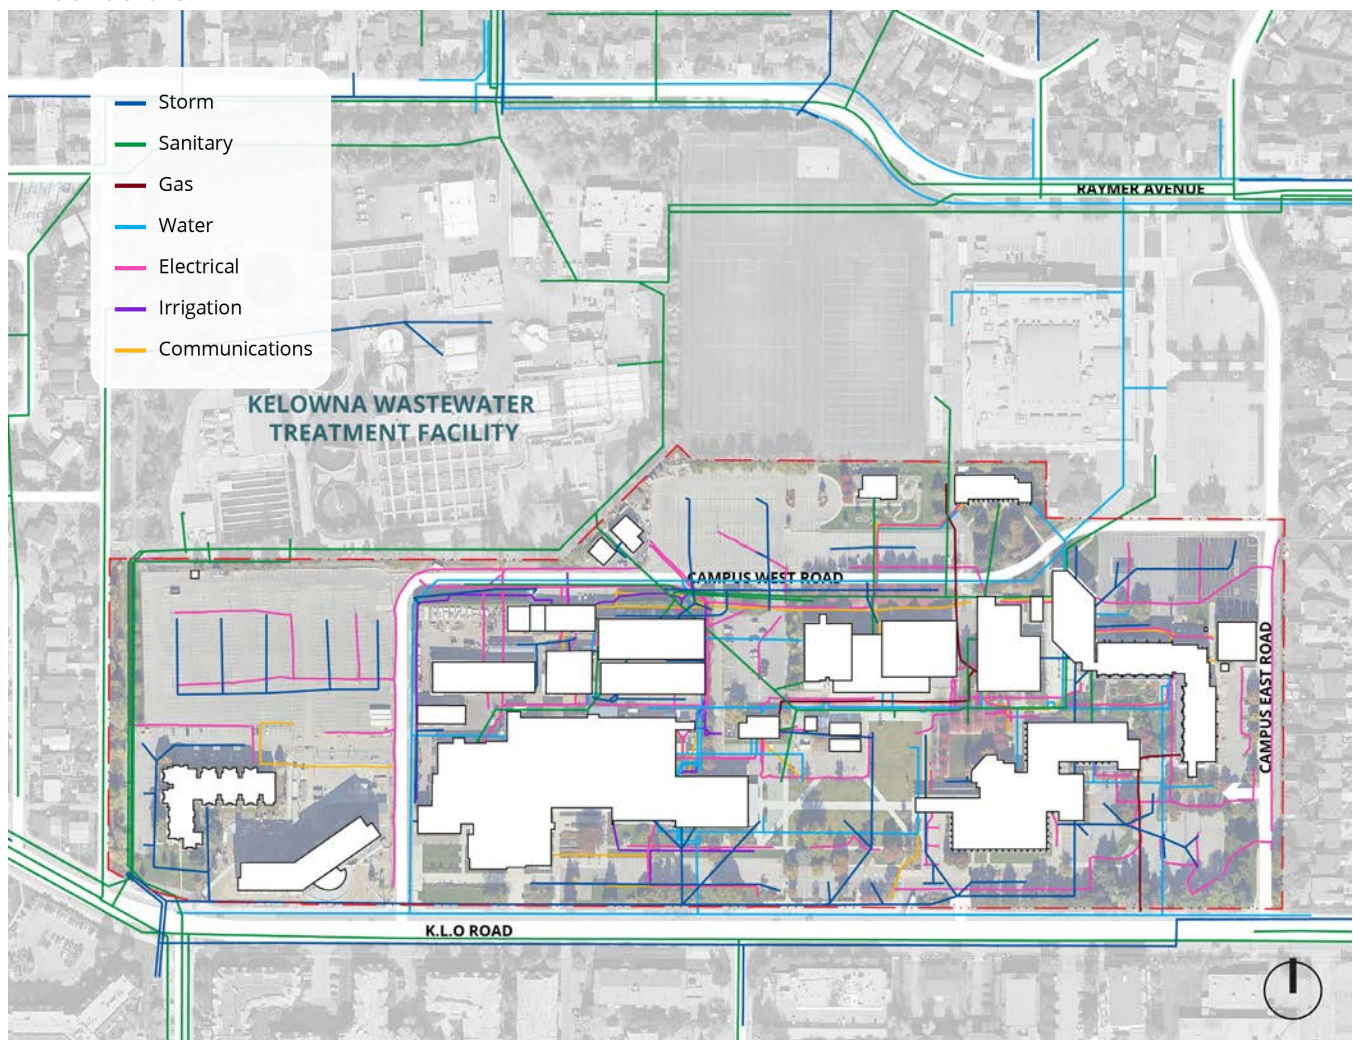 Storm
Sanitary
Gas
Water
Electrical
Irrigation
Communications
RAYMER AVENUE
KELOWNA WASTEWATER
TREATMENT FACILITY
CAMPUS WEST ROAD
CAMPUS EAST ROAD
K.L.O ROAD